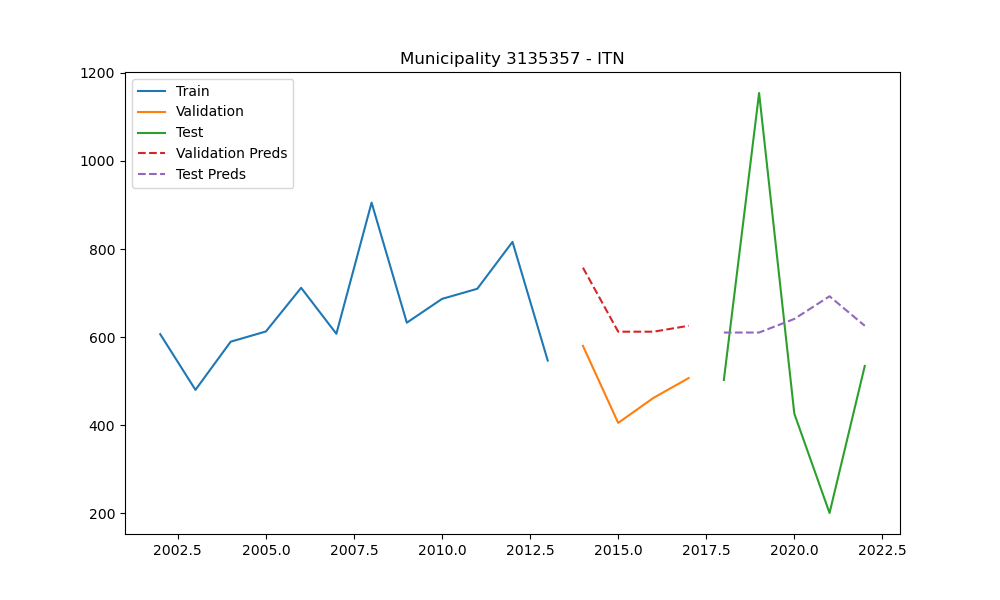 Municipality 3135357 - ITN
1200
1000
800
600
400
200
Train
Validation
Test
Validation Preds
Test Preds
2002.5 2005.0 2007.5 2010.0 2012.5 2015.0 2017.5 2020.0 2022.5